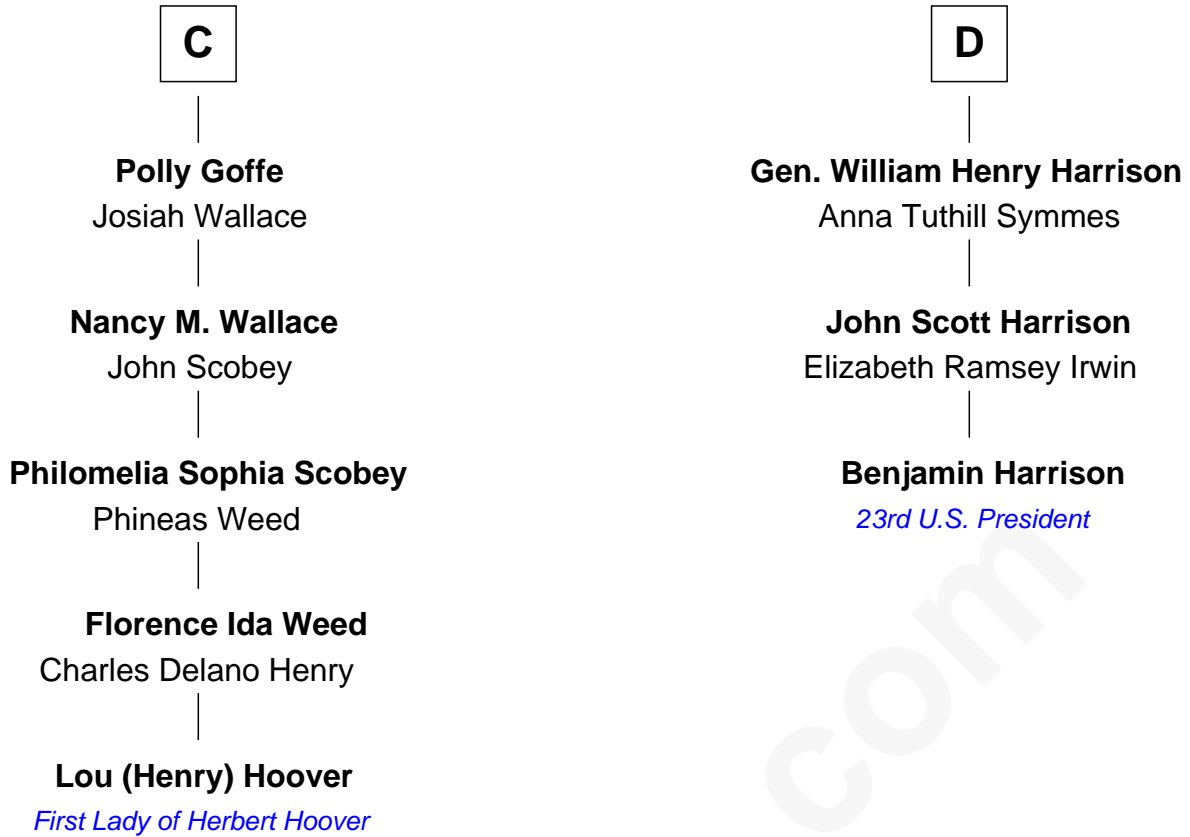 C
Polly Goffe
Josiah Wallace
Nancy M. Wallace
John Scobey
Philomelia Sophia Scobey
Phineas Weed
Florence Ida Weed
Charles Delano Henry
Lou (Henry) Hoover
First Lady of Herbert Hoover
D
Gen. William Henry Harrison
Anna Tuthill Symmes
John Scott Harrison
Elizabeth Ramsey Irwin
Benjamin Harrison
23rd U.S. President
com